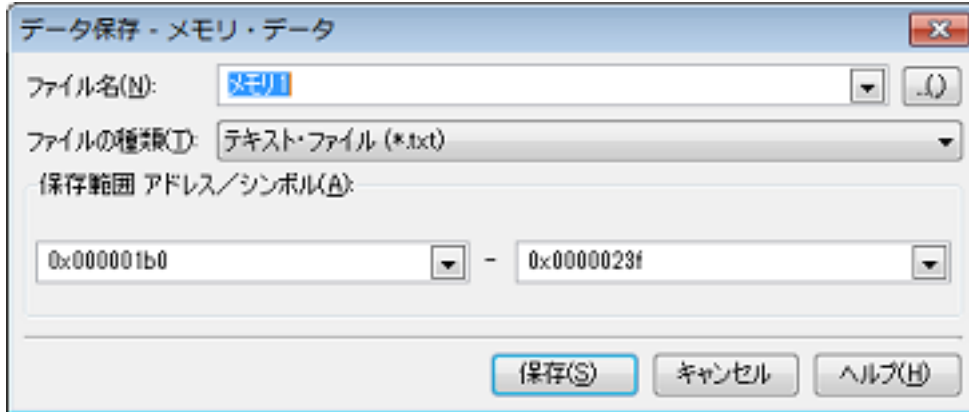 データ保存 - メモリ・データ
ファイル名(N): メモリ1 ...()
ファイルの種類(T): テキスト・ファイル (*.txt)
保存範囲 アドレス/シンボル(A):
0x000001b0 - 0x0000023f
保存(S) キャンセル ヘルプ(H)